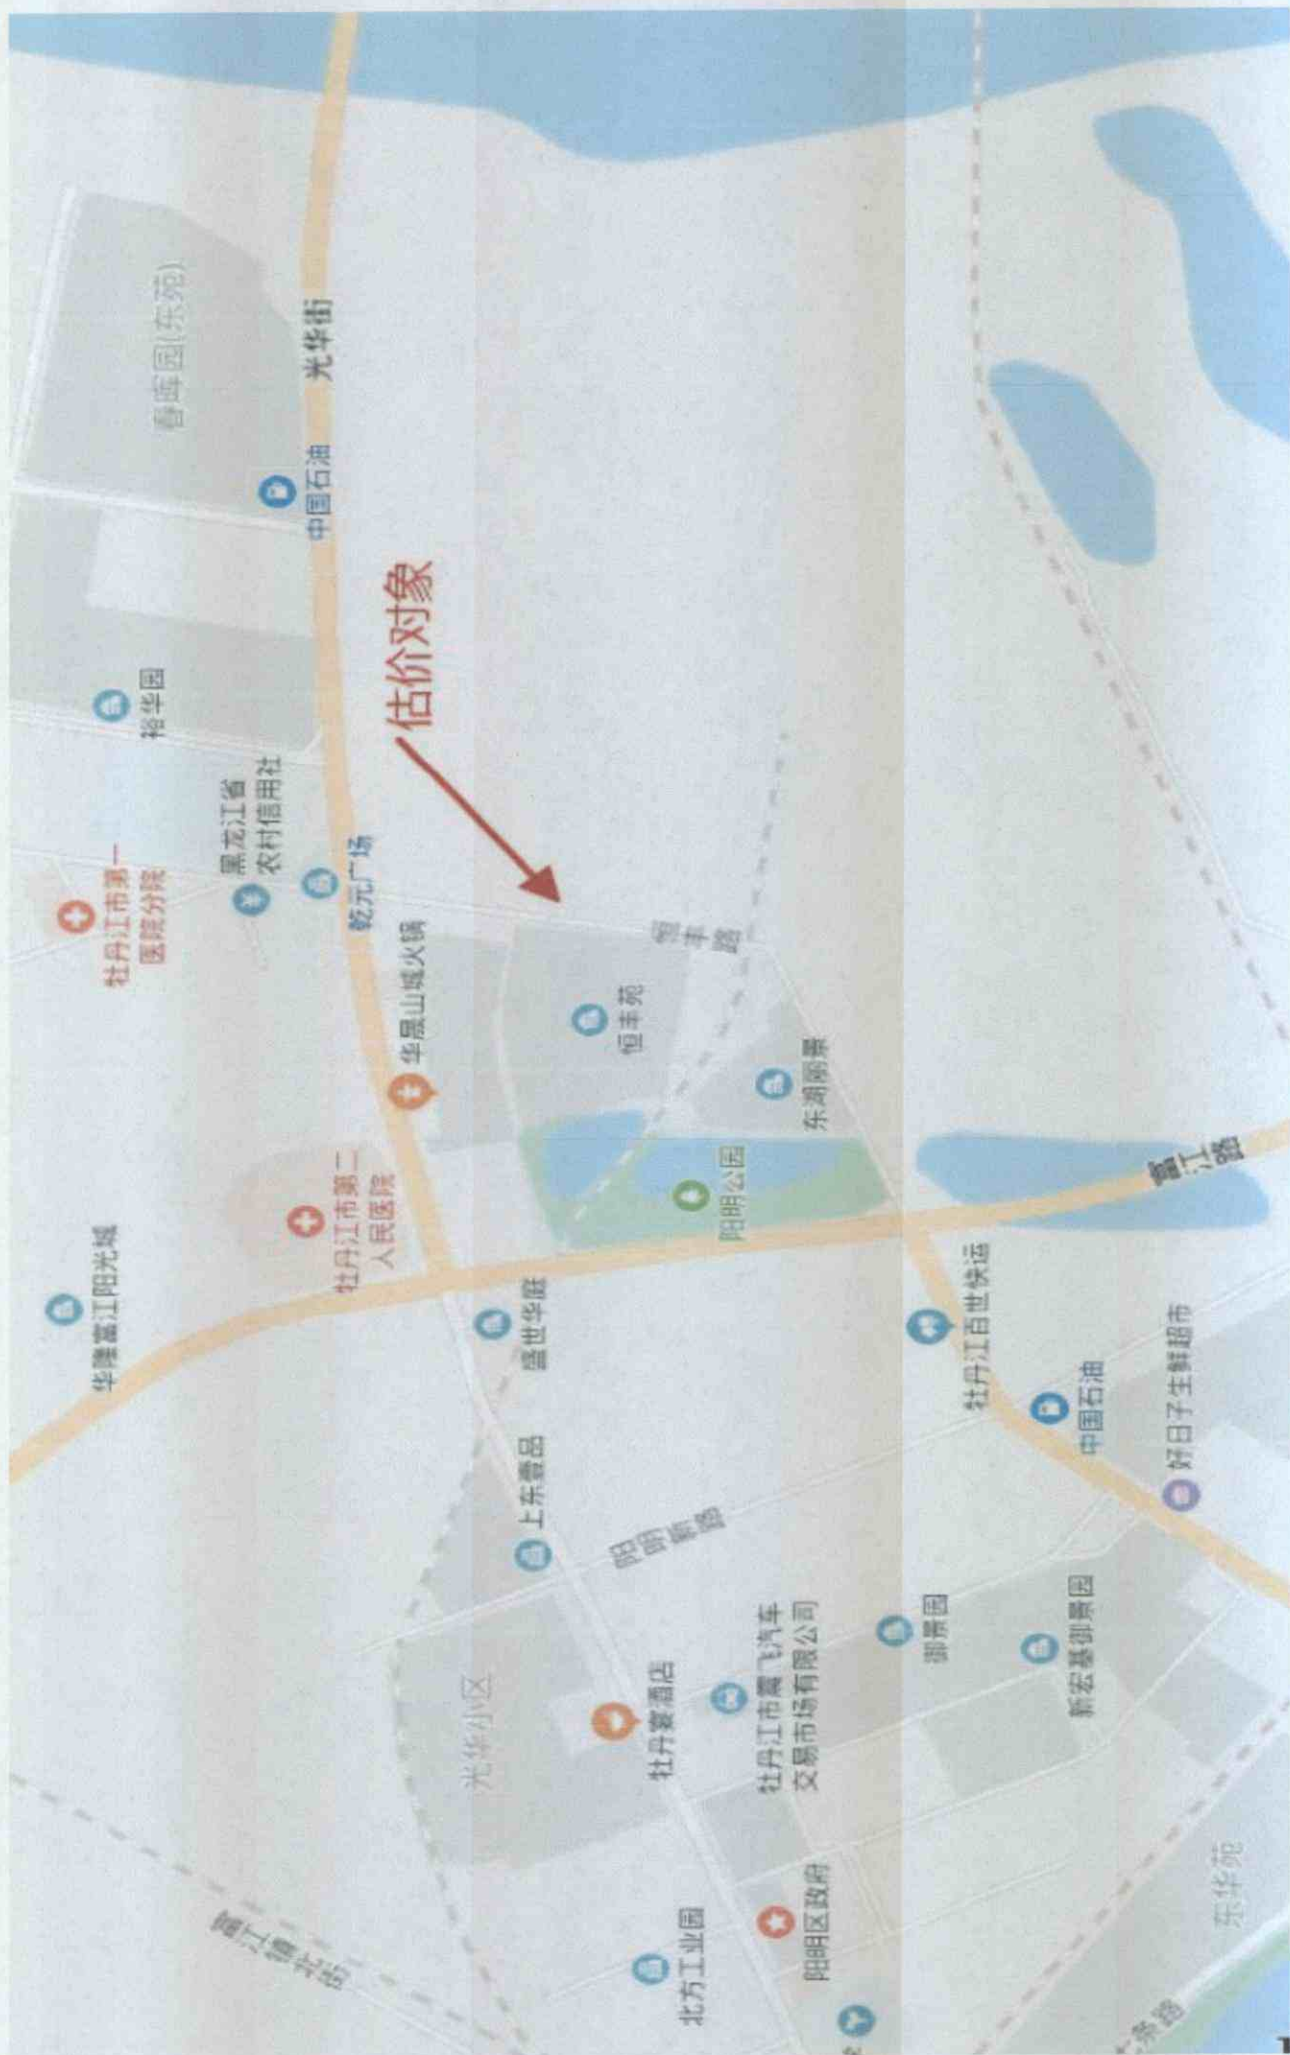 华隆富江阳光城
牡丹江市第一
医院分院
裕华园
春晖园(东苑)
黑龙江省
农村信用社
中国石油
光华街
乾元广场
牡丹江市第二
人民医院
华晟山城火锅
估价对象
盛世华庭
上东壹品
光华小区
恒丰苑
恒丰路
阳明公园
东湖丽景
阳明新路
牡丹宴酒店
北方工业园
牡丹江市震飞汽车
交易市场有限公司
阳明区政府
御景园
牡丹江百世快运
中国石油
好日子生鲜超市
新宏基御景园
富江路
东华苑
条路